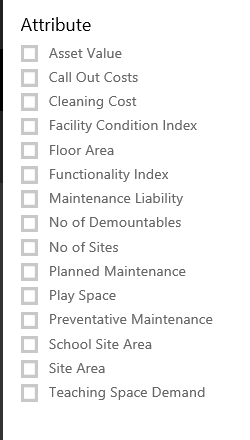 Attribute
Asset Value
Call Out Costs
Cleaning Cost
Facility Condition Index
Floor Area
Functionality Index
Maintenance Liability
No of Demountables
No of Sites
Planned Maintenance
Play Space
Preventative Maintenance
School Site Area
Site Area
Teaching Space Demand